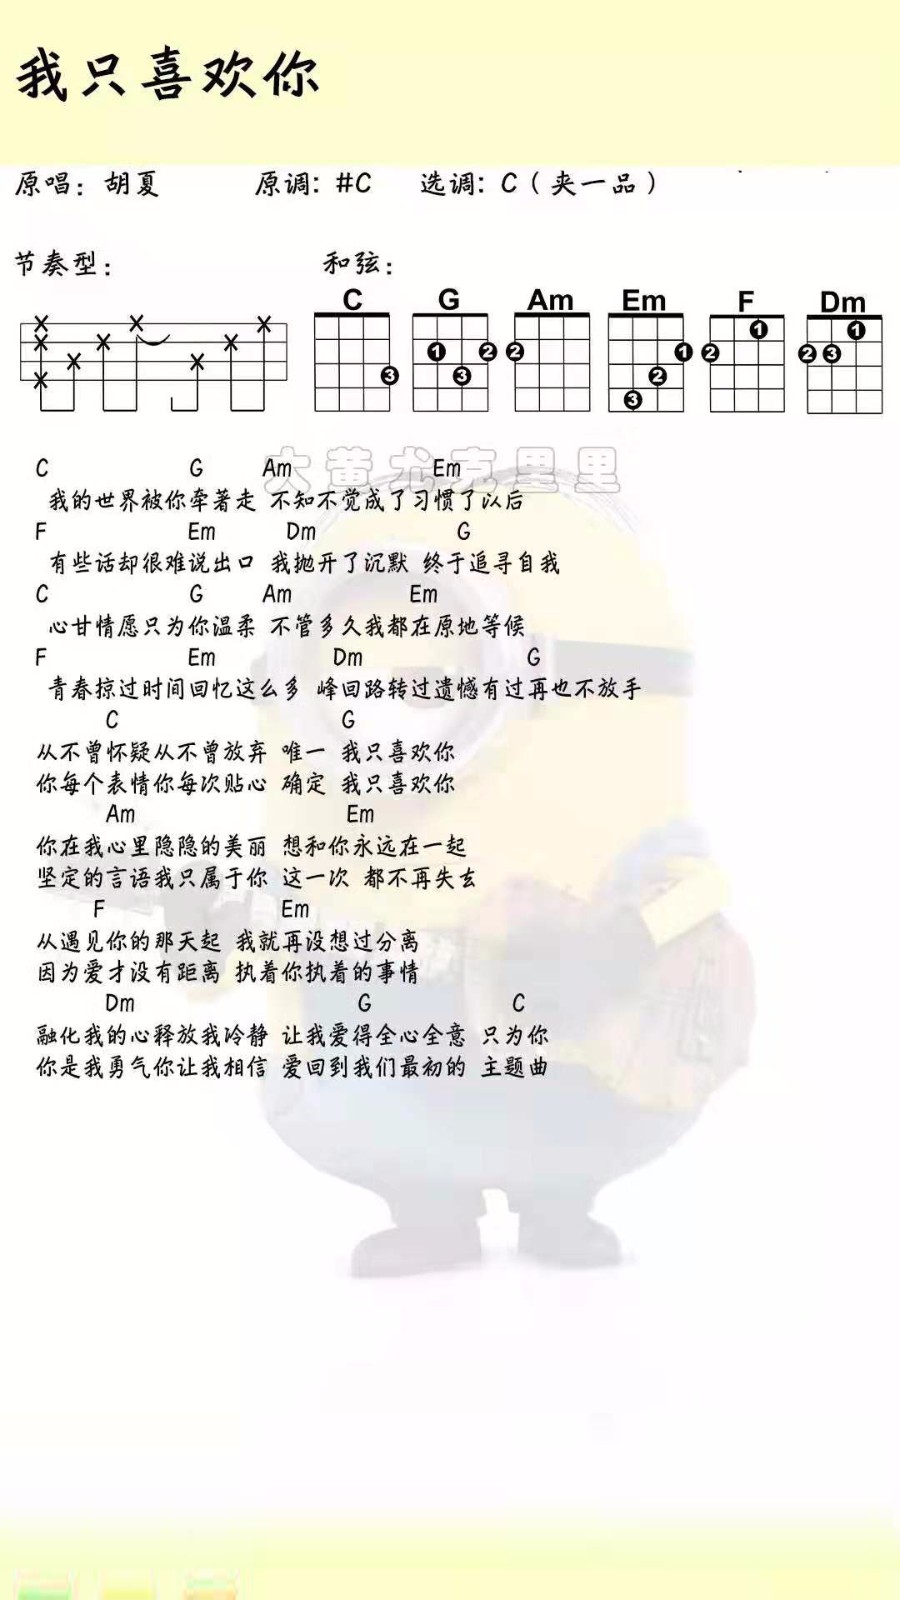 我只喜欢你
原唱：胡夏 原调：#C 选调：C（夹一品）
节奏型： 和弦：
C G Am Em F Dm
大黄尤克里里
C G Am Em
我的世界被你牵著走 不知不觉成了习惯了以后
F Em Dm G
有些话却很难说出口 我抛开了沉默 终于追寻自我
C G Am Em
心甘情愿只为你温柔 不管多久我都在原地等候
F Em Dm G
青春掠过时间回忆这么多 峰回路转过遗憾有过再也不放手
C G
从不曾怀疑从不曾放弃 唯一 我只喜欢你
你每个表情你每次贴心 确定 我只喜欢你
Am Em
你在我心里隐隐的美丽 想和你永远在一起
坚定的言语我只属于你 这一次 都不再失去
F Em
从遇见你的那天起 我就再没想过分离
因为爱才没有距离 执着你执着的事情
Dm G C
融化我的心释放我冷静 让我爱得全心全意 只为你
你是我勇气你让我相信 爱回到我们最初的 主题曲